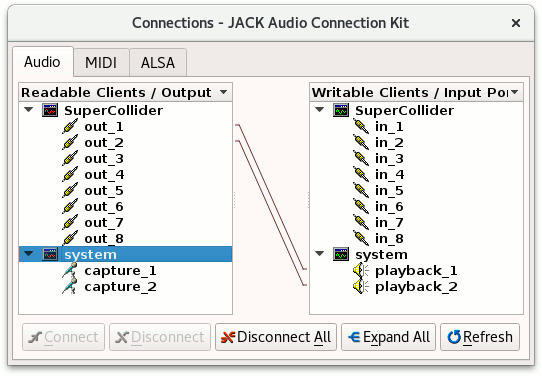 Connections - JACK Audio Connection Kit
Audio MIDI ALSA
Readable Clients / Output
SuperCollider
out_1
out_2
out_3
out_4
out_5
out_6
out_7
out_8
system
capture_1
capture_2
Writable Clients / Input Por
SuperCollider
in_1
in_2
in_3
in_4
in_5
in_6
in_7
in_8
system
playback_1
playback_2
Connect Disconnect Disconnect All Expand All Refresh